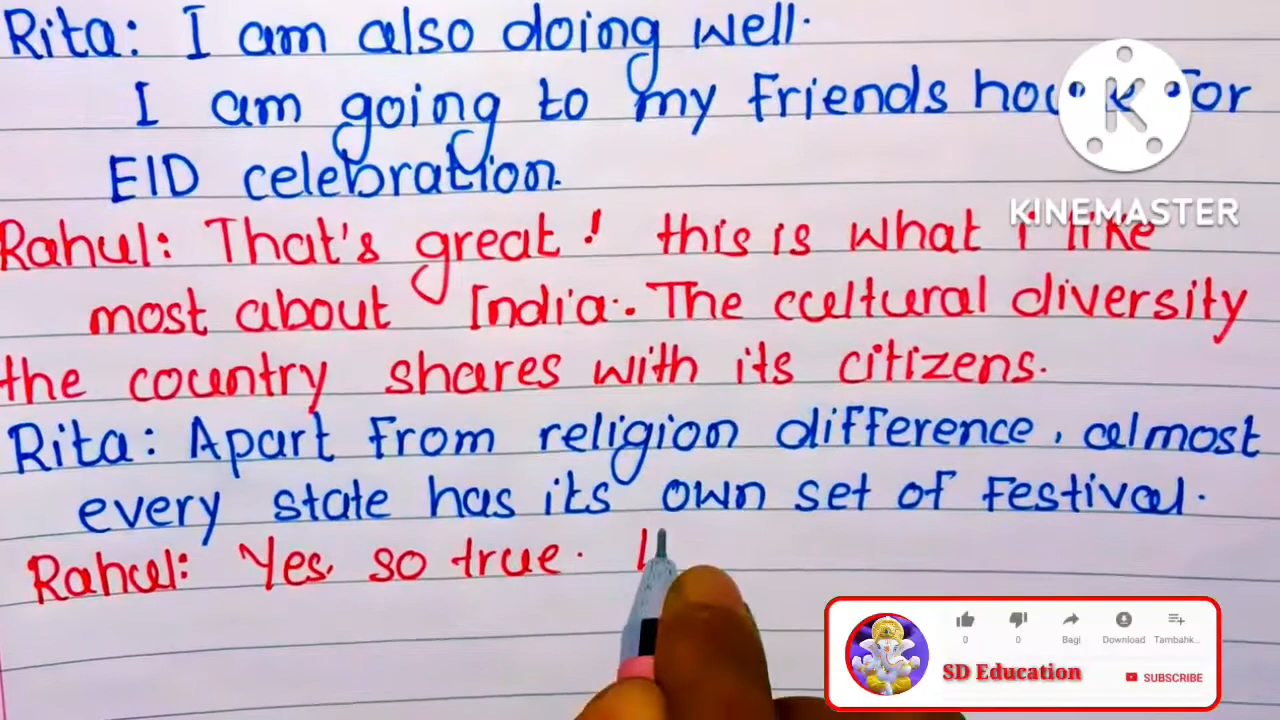 Rita: I am also doing well.
I am going to my Friends for
EID celebration.
KINEMASTER
Rahul: That's great! this is what i like
most about India. The cultural diversity
the country shares with its citizens.
Rita: Apart From religion difference, almost
every state has its own set of Festival.
Rahul: Yes, so true.
0 0 Bagi Download Tambahk...
SD Education SUBSCRIBE